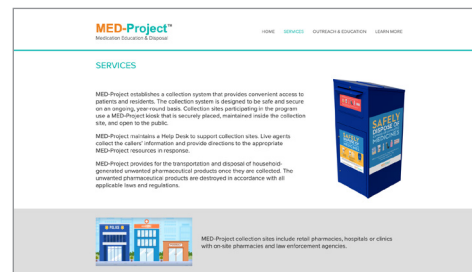 MED-Project™
Medication Education & Disposal
HOME SERVICES OUTREACH & EDUCATION LEARN MORE
SERVICES
MED-Project establishes a collection system that provides convenient access to
patients and residents. The collection system is designed to be safe and secure
on an ongoing, year-round basis. Collection sites participating in the program
use a MED-Project kiosk that is securely placed, maintained inside the collection
site, and open to the public.
MED-Project maintains a Help Desk to support collection sites. Live agents
collect the callers' information and provide directions to the appropriate
MED-Project resources in response.
MED-Project provides for the transportation and disposal of household-
generated unwanted pharmaceutical products once they are collected. The
unwanted pharmaceutical products are destroyed in accordance with all
applicable laws and regulations.
SAFELY
DISPOSE
MEDICINES
POLICE
MED-Project collection sites include retail pharmacies, hospitals or clinics
with on-site pharmacies and law enforcement agencies.